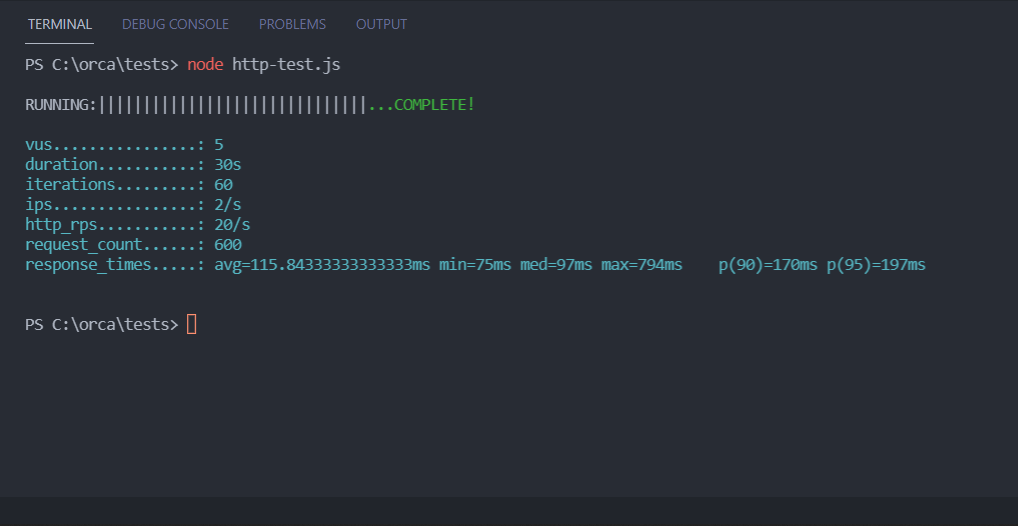 TERMINAL DEBUG CONSOLE PROBLEMS OUTPUT
PS C:\orca\tests> node http-test.js
RUNNING:||||||||||||||||||||||||||||||...COMPLETE!
vus................: 5
duration...........: 30s
iterations.........: 60
ips................: 2/s
http_rps...........: 20/s
request_count......: 600
response_times.....: avg=115.84333333333333ms min=75ms med=97ms max=794ms    p(90)=170ms p(95)=197ms
PS C:\orca\tests>